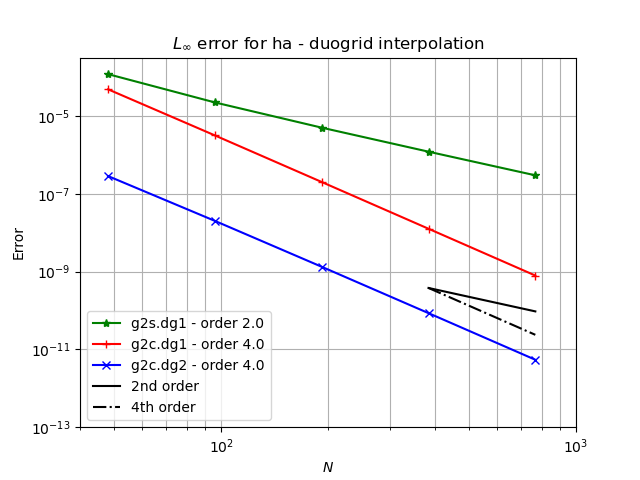 L∞ error for ha - duogrid interpolation
Error
10⁻⁵
10⁻⁷
10⁻⁹
10⁻¹¹
10⁻¹³
g2s.dg1 - order 2.0
g2c.dg1 - order 4.0
g2c.dg2 - order 4.0
2nd order
4th order
10²
10³
N